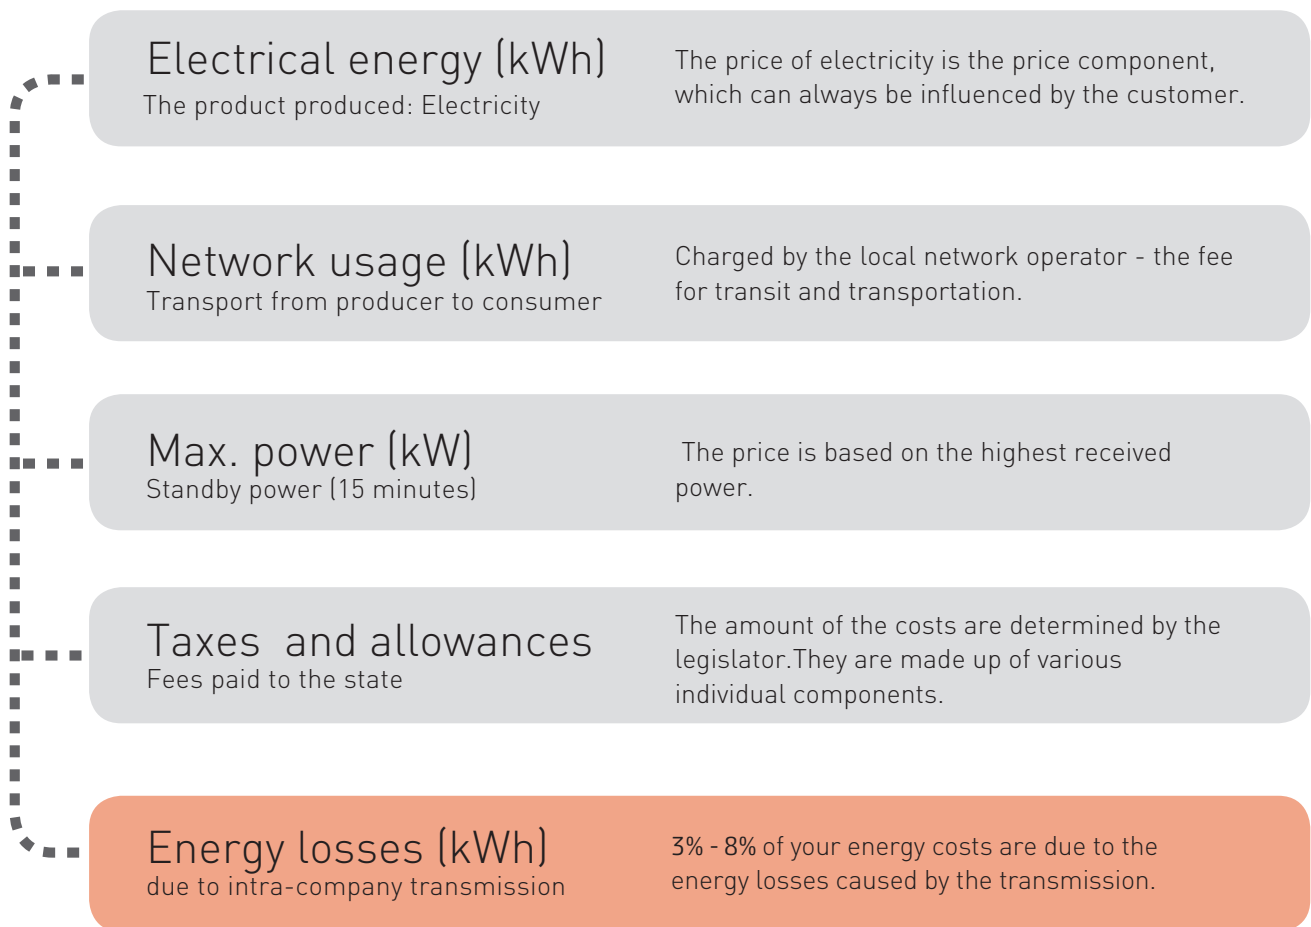 Electrical energy (kWh)
The product produced: Electricity
The price of electricity is the price component,
which can always be influenced by the customer.
Network usage (kWh)
Transport from producer to consumer
Charged by the local network operator - the fee
for transit and transportation.
Max. power (kW)
Standby power (15 minutes)
The price is based on the highest received
power.
Taxes and allowances
Fees paid to the state
The amount of the costs are determined by the
legislator.They are made up of various
individual components.
Energy losses (kWh)
due to intra-company transmission
3% - 8% of your energy costs are due to the
energy losses caused by the transmission.